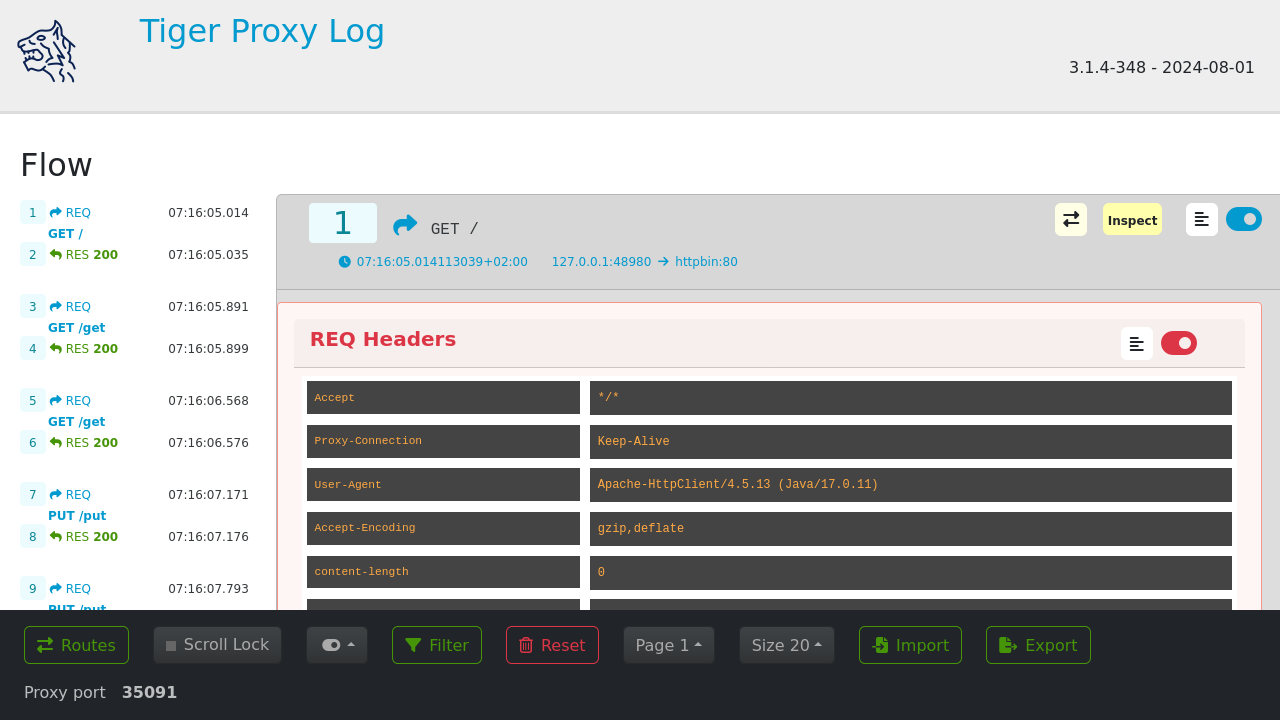 Tiger Proxy Log
3.1.4-348 - 2024-08-01
Flow
1 REQ 07:16:05.014
GET /
2 RES 200 07:16:05.035
3 REQ 07:16:05.891
GET /get
4 RES 200 07:16:05.899
5 REQ 07:16:06.568
GET /get
6 RES 200 07:16:06.576
7 REQ 07:16:07.171
PUT /put
8 RES 200 07:16:07.176
9 REQ 07:16:07.793
PUT /put
1 GET / Inspect
07:16:05.014113039+02:00 127.0.0.1:48980 → httpbin:80
REQ Headers
Accept */*
Proxy-Connection Keep-Alive
User-Agent Apache-HttpClient/4.5.13 (Java/17.0.11)
Accept-Encoding gzip,deflate
content-length 0
Routes Scroll Lock Filter Reset Page 1 Size 20 Import Export
Proxy port 35091